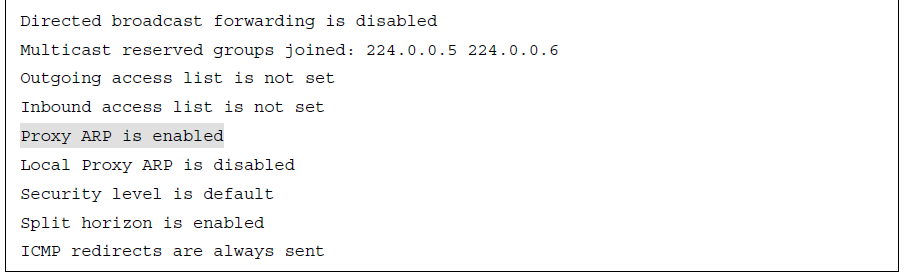 Directed broadcast forwarding is disabled
Multicast reserved groups joined: 224.0.0.5 224.0.0.6
Outgoing access list is not set
Inbound access list is not set
Proxy ARP is enabled
Local Proxy ARP is disabled
Security level is default
Split horizon is enabled
ICMP redirects are always sent